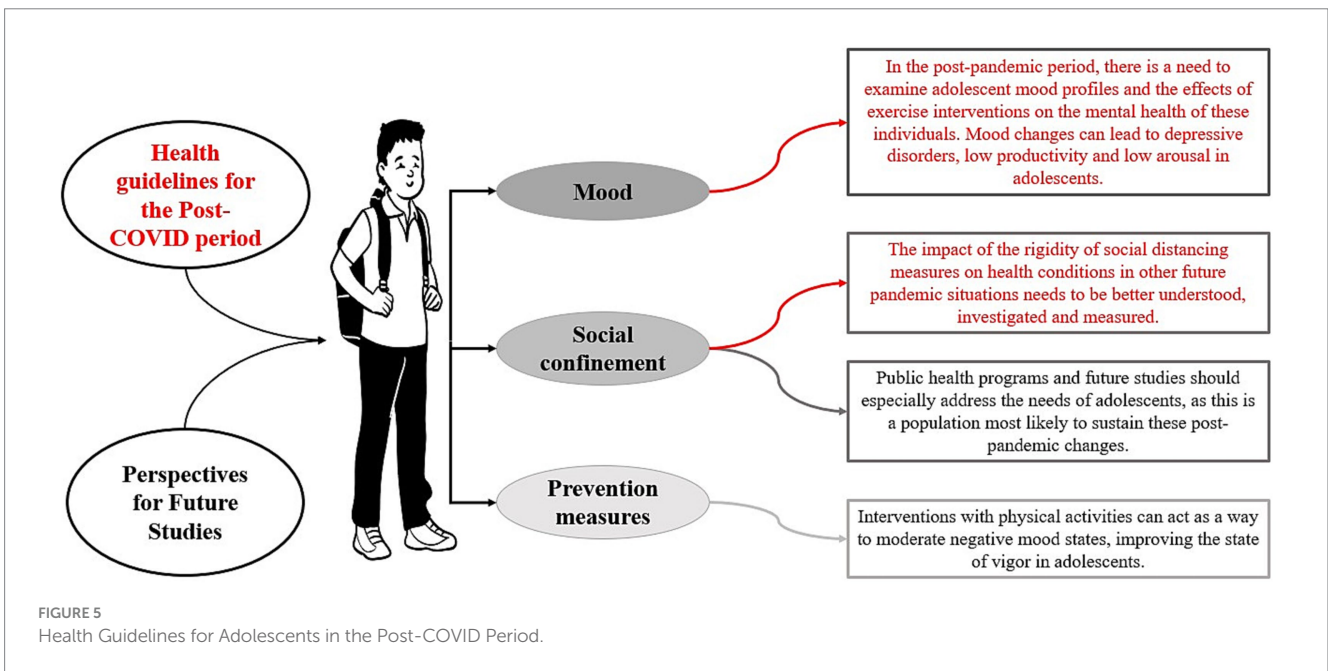 Health
guidelines for
the Post-
COVID period
Perspectives
for Future
Studies
Mood
Social
confinement
Prevention
measures
In the post-pandemic period, there is a need to
examine adolescent mood profiles and the effects of
exercise interventions on the mental health of these
individuals. Mood changes can lead to depressive
disorders, low productivity and low arousal in
adolescents.
The impact of the rigidity of social distancing
measures on health conditions in other future
pandemic situations needs to be better understood,
investigated and measured.
Public health programs and future studies should
especially address the needs of adolescents, as this is
a population most likely to sustain these post-
pandemic changes.
Interventions with physical activities can act as a way
to moderate negative mood states, improving the state
of vigor in adolescents.
FIGURE 5
Health Guidelines for Adolescents in the Post-COVID Period.